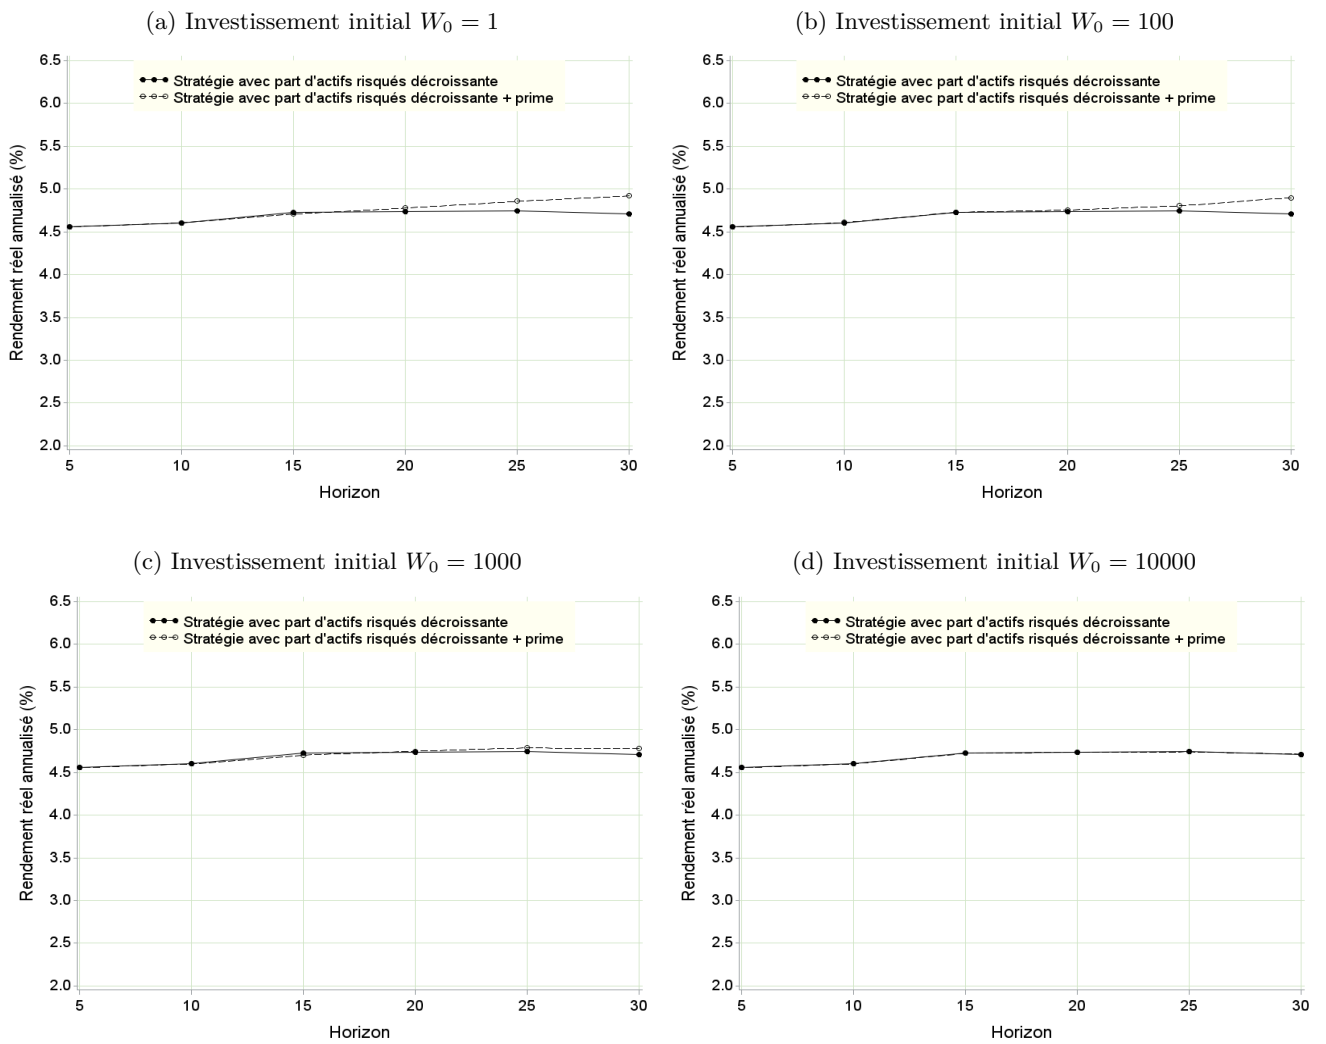 (a) Investissement initial W₀ = 1
6.5
Stratégie avec part d'actifs risqués décroissante
6.0
Stratégie avec part d'actifs risqués décroissante + prime
5.5
5.0
4.5
4.0
3.5
3.0
2.5
2.0
Rendement réel annualisé (%)
5 10 15 20 25 30
Horizon
(b) Investissement initial W₀ = 100
6.5
Stratégie avec part d'actifs risqués décroissante
6.0
Stratégie avec part d'actifs risqués décroissante + prime
5.5
5.0
4.5
4.0
3.5
3.0
2.5
2.0
Rendement réel annualisé (%)
5 10 15 20 25 30
Horizon
(c) Investissement initial W₀ = 1000
6.5
Stratégie avec part d'actifs risqués décroissante
6.0
Stratégie avec part d'actifs risqués décroissante + prime
5.5
5.0
4.5
4.0
3.5
3.0
2.5
2.0
Rendement réel annualisé (%)
5 10 15 20 25 30
Horizon
(d) Investissement initial W₀ = 10000
6.5
Stratégie avec part d'actifs risqués décroissante
6.0
Stratégie avec part d'actifs risqués décroissante + prime
5.5
5.0
4.5
4.0
3.5
3.0
2.5
2.0
Rendement réel annualisé (%)
5 10 15 20 25 30
Horizon